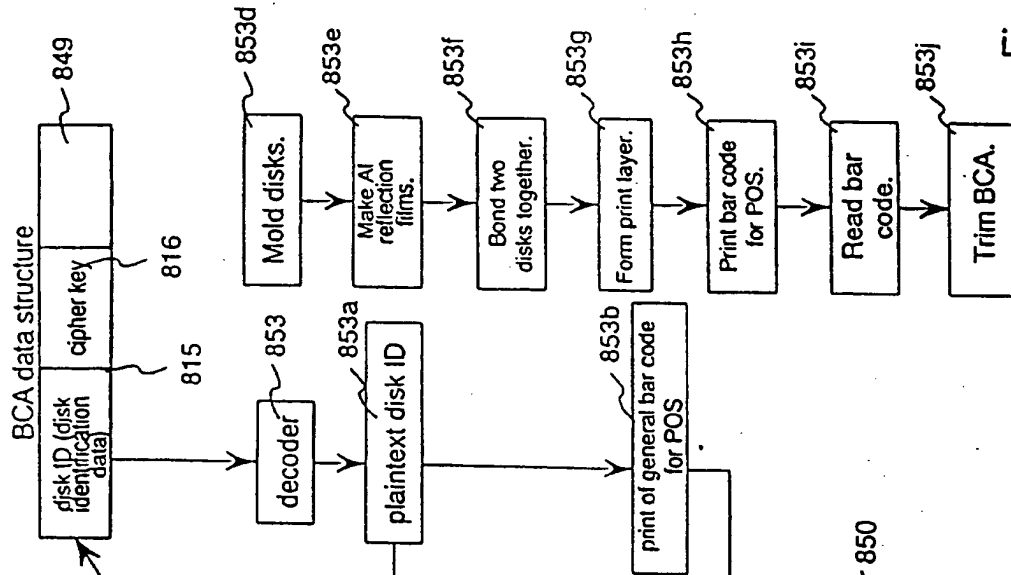 BCA data structure
849
disk ID (disk
identification
data)
cipher key
815
816
853
decoder
853a
plaintext disk ID
853b
print of general bar code
for POS
850
853d
Mold disks.
853e
Make Al
reflection
films.
853f
Bond two
disks together.
853g
Form print layer.
853h
Print bar code
for POS.
853i
Read bar
code.
853j
Trim BCA.